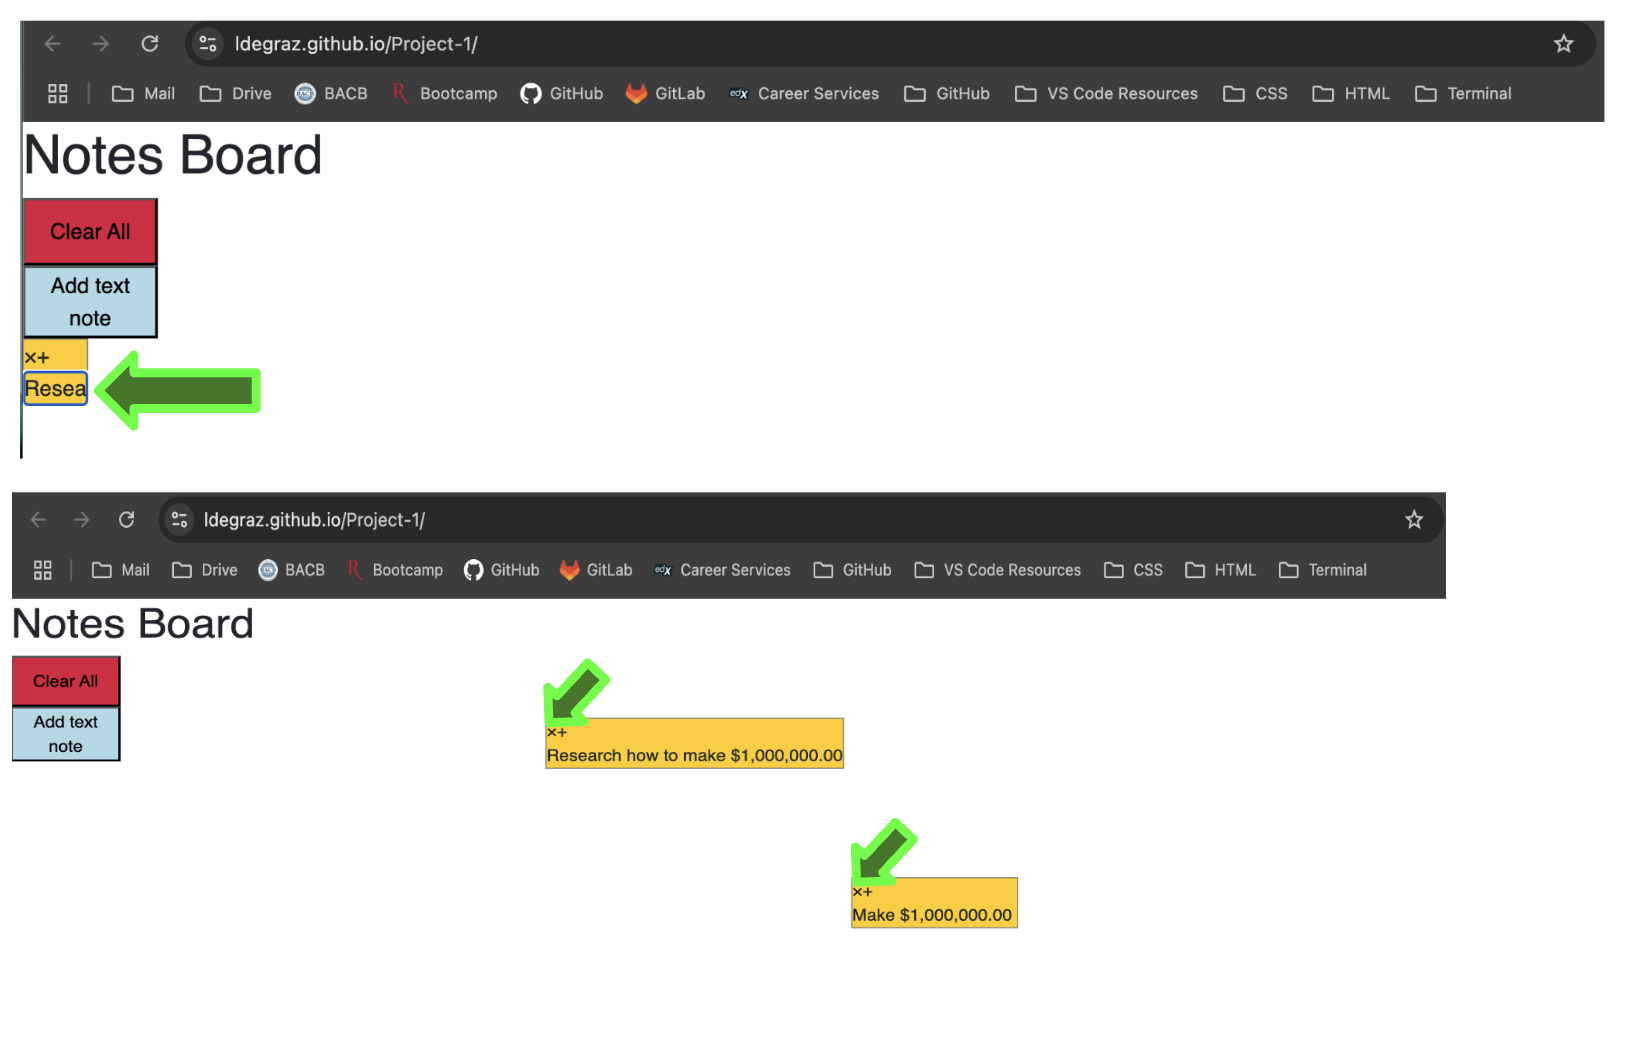 ldegraz.github.io/Project-1/
Mail Drive BACB Bootcamp GitHub GitLab edX Career Services GitHub VS Code Resources CSS HTML Terminal
Notes Board
Clear All
Add text
note
×+
Resea
ldegraz.github.io/Project-1/
Mail Drive BACB Bootcamp GitHub GitLab edX Career Services GitHub VS Code Resources CSS HTML Terminal
Notes Board
Clear All
Add text
note
×+
Research how to make $1,000,000.00
×+
Make $1,000,000.00